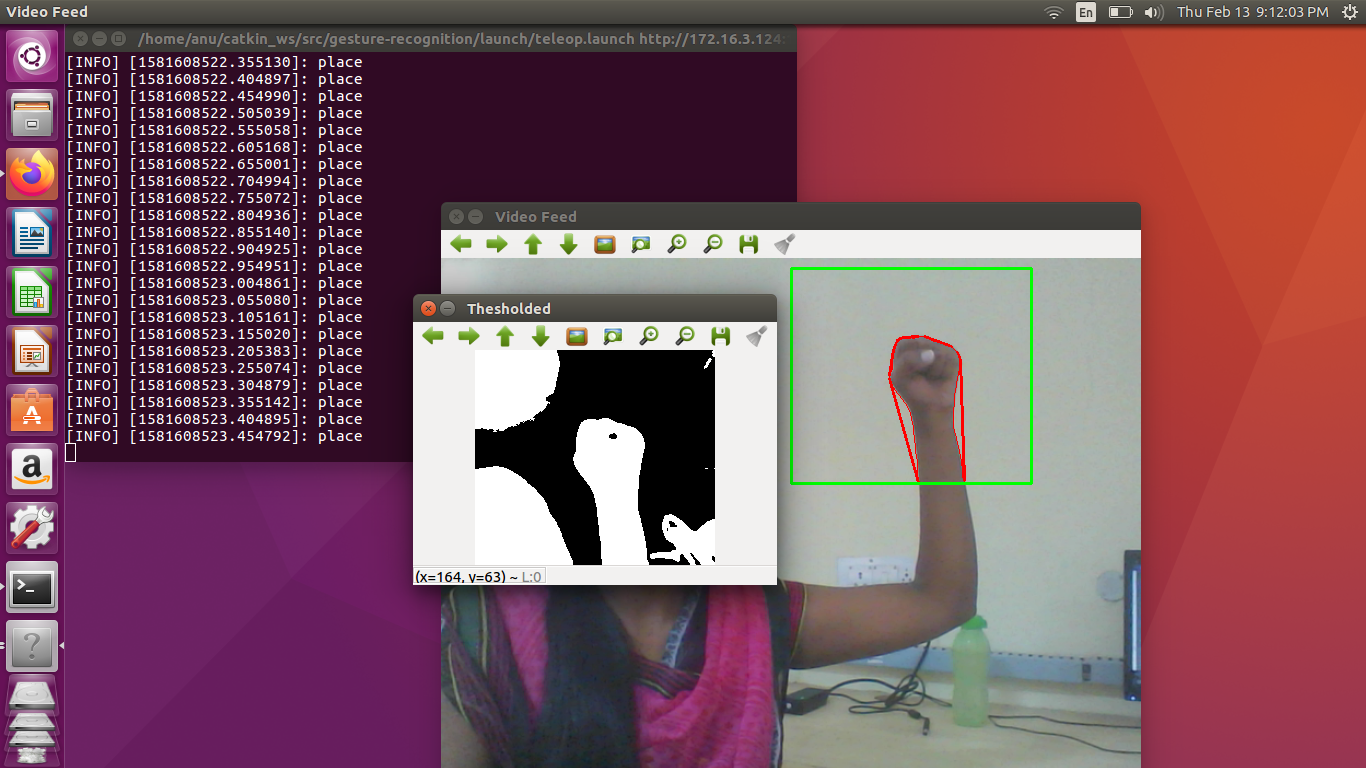 Video Feed
En
Thu Feb 13 9:12:03 PM
/home/anu/catkin_ws/src/gesture-recognition/launch/teleop.launch http://172.16.3.124:
[INFO] [1581608522.355130]: place
[INFO] [1581608522.404897]: place
[INFO] [1581608522.454990]: place
[INFO] [1581608522.505039]: place
[INFO] [1581608522.555058]: place
[INFO] [1581608522.605168]: place
[INFO] [1581608522.655001]: place
[INFO] [1581608522.704994]: place
[INFO] [1581608522.755072]: place
[INFO] [1581608522.804936]: place
[INFO] [1581608522.855140]: place
[INFO] [1581608522.904925]: place
[INFO] [1581608522.954951]: place
[INFO] [1581608523.004861]: place
[INFO] [1581608523.055080]: place
[INFO] [1581608523.105161]: place
[INFO] [1581608523.155020]: place
[INFO] [1581608523.205383]: place
[INFO] [1581608523.255074]: place
[INFO] [1581608523.304879]: place
[INFO] [1581608523.355142]: place
[INFO] [1581608523.404895]: place
[INFO] [1581608523.454792]: place
Video Feed
Thesholded
(x=164, y=63) ~ L:0